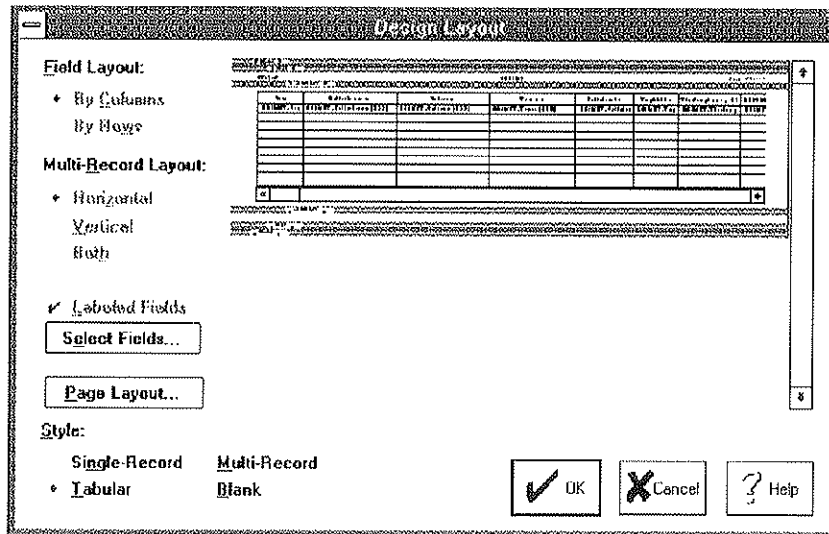 Design Layout
Field Layout:
By Columns
By Rows
Multi-Record Layout:
Horizontal
Vertical
Both
Labeled Fields
Select Fields...
Page Layout...
Style:
Single-Record Multi-Record
Tabular Blank
OK Cancel Help